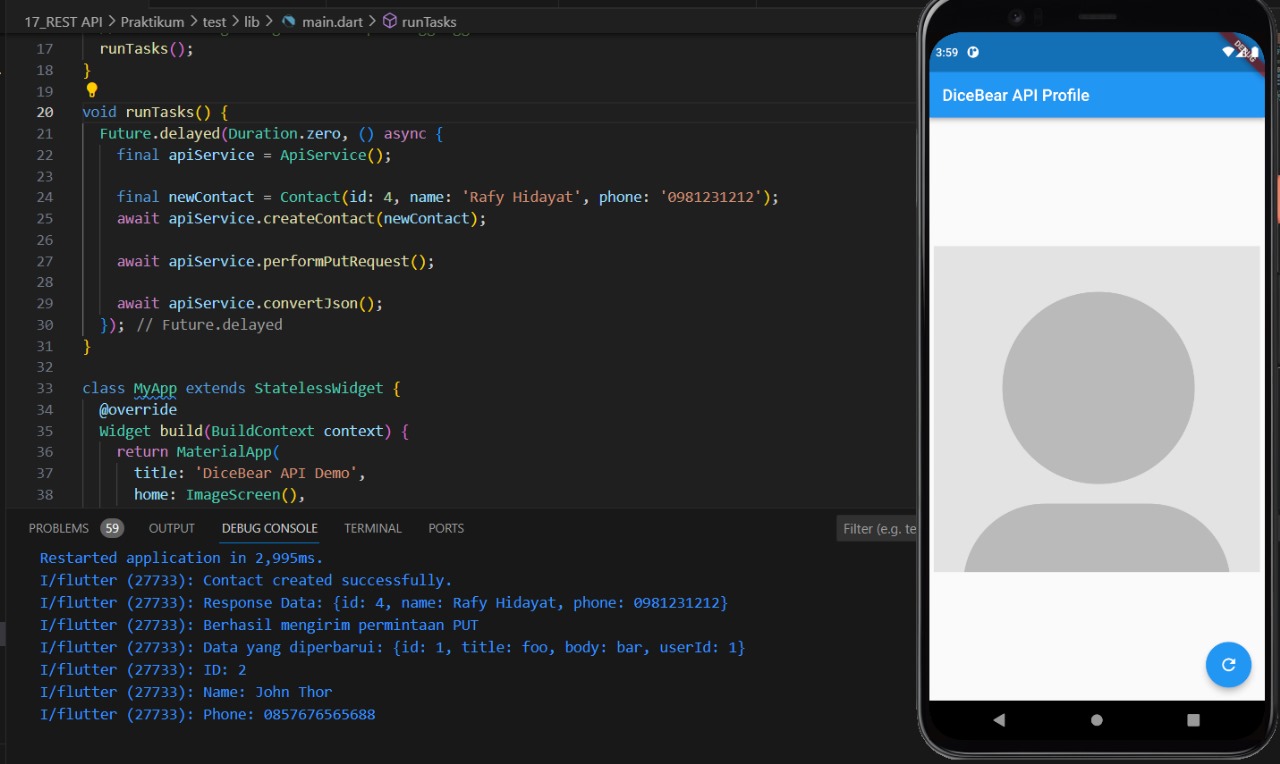 17_REST API > Praktikum > test > lib > main.dart > runTasks
17 runTasks();
18 }
19
20 void runTasks() {
21 Future.delayed(Duration.zero, () async {
22 final apiService = ApiService();
23
24 final newContact = Contact(id: 4, name: 'Rafy Hidayat', phone: '0981231212');
25 await apiService.createContact(newContact);
26
27 await apiService.performPutRequest();
28
29 await apiService.convertJson();
30 }); // Future.delayed
31 }
32
33 class MyApp extends StatelessWidget {
34 @override
35 Widget build(BuildContext context) {
36 return MaterialApp(
37 title: 'DiceBear API Demo',
38 home: ImageScreen(),
PROBLEMS 59 OUTPUT DEBUG CONSOLE TERMINAL PORTS Filter (e.g. te
Restarted application in 2,995ms.
I/flutter (27733): Contact created successfully.
I/flutter (27733): Response Data: {id: 4, name: Rafy Hidayat, phone: 0981231212}
I/flutter (27733): Berhasil mengirim permintaan PUT
I/flutter (27733): Data yang diperbarui: {id: 1, title: foo, body: bar, userId: 1}
I/flutter (27733): ID: 2
I/flutter (27733): Name: John Thor
I/flutter (27733): Phone: 0857676565688
3:59
DEBUG
DiceBear API Profile